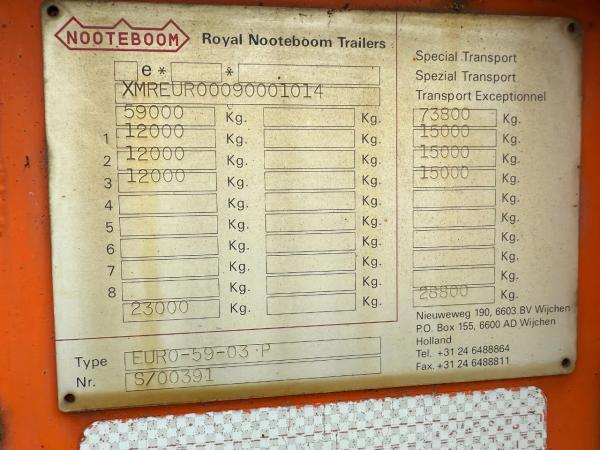 NOOTEBOOM Royal Nooteboom Trailers
Special Transport
Spezial Transport
Transport Exceptionnel
e* *
XMREUR00090001014
59000 Kg. Kg. 73800 Kg.
1 12000 Kg. Kg. 15000 Kg.
2 12000 Kg. Kg. 15000 Kg.
3 12000 Kg. Kg. 15000 Kg.
4 Kg. Kg. Kg.
5 Kg. Kg. Kg.
6 Kg. Kg. Kg.
7 Kg. Kg. Kg.
8 Kg. Kg. Kg.
23000 Kg. Kg. 28800 Kg.
Nieuweweg 190, 6603 BV Wijchen
P.O. Box 155, 6600 AD Wijchen
Holland
Tel. +31 24 6488864
Fax. +31 24 6488811
Type EURO-59-03 P
Nr. S/00391